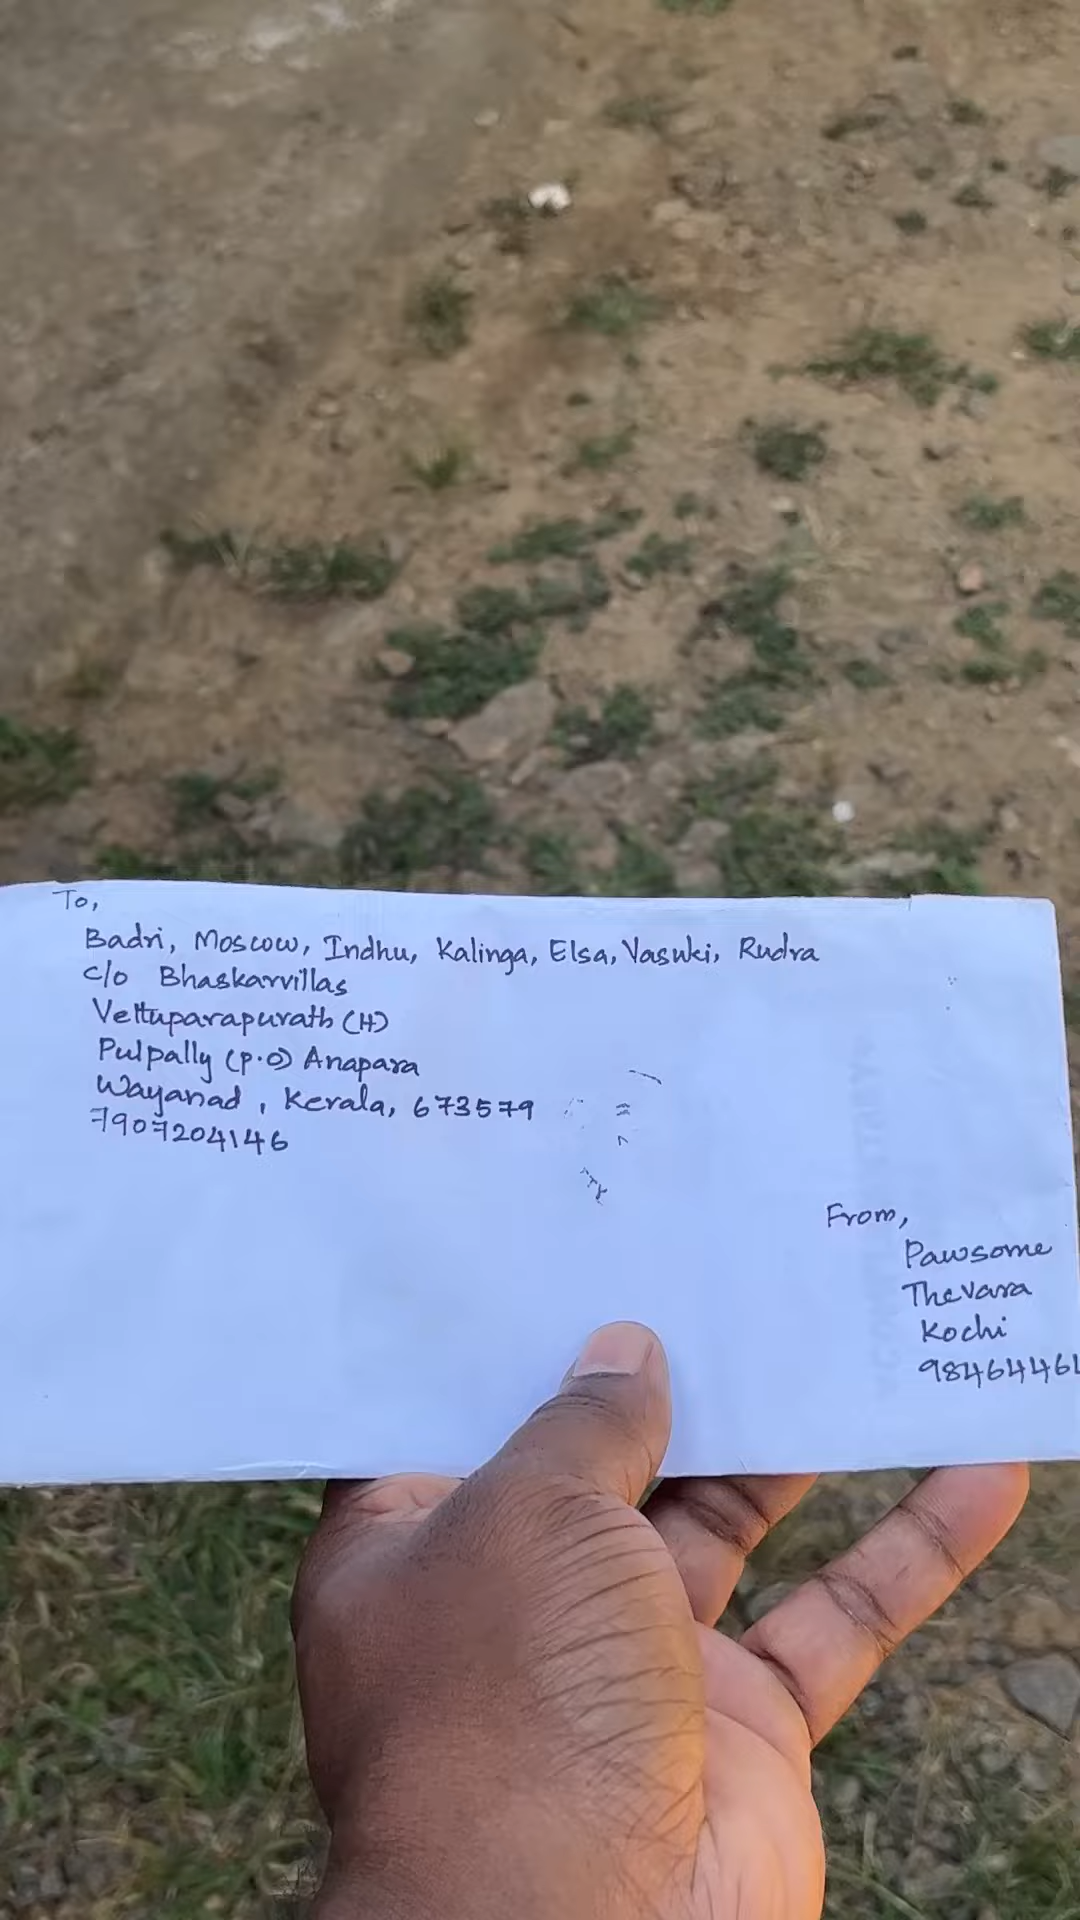 To,
Badri, Moscow, Indhu, Kalinga, Elsa, Vasuki, Rudra
c/o Bhaskarvillas
Vettuparapurath (H)
Pulpally (p.o) Anapara
Wayanad, Kerala, 673579
7907204146
From,
Pawsome
Thevara
Kochi
98464464